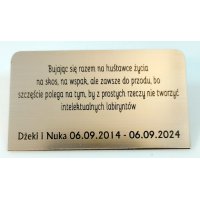 Bujając się razem na huśtawce życia
na skos, na wspak, ale zawsze do przodu, bo
szczęście polega na tym, by z prostych rzeczy nie tworzyć
intelektualnych labiryntów
Dżeki i Nuka 06.09.2014 - 06.09.2024